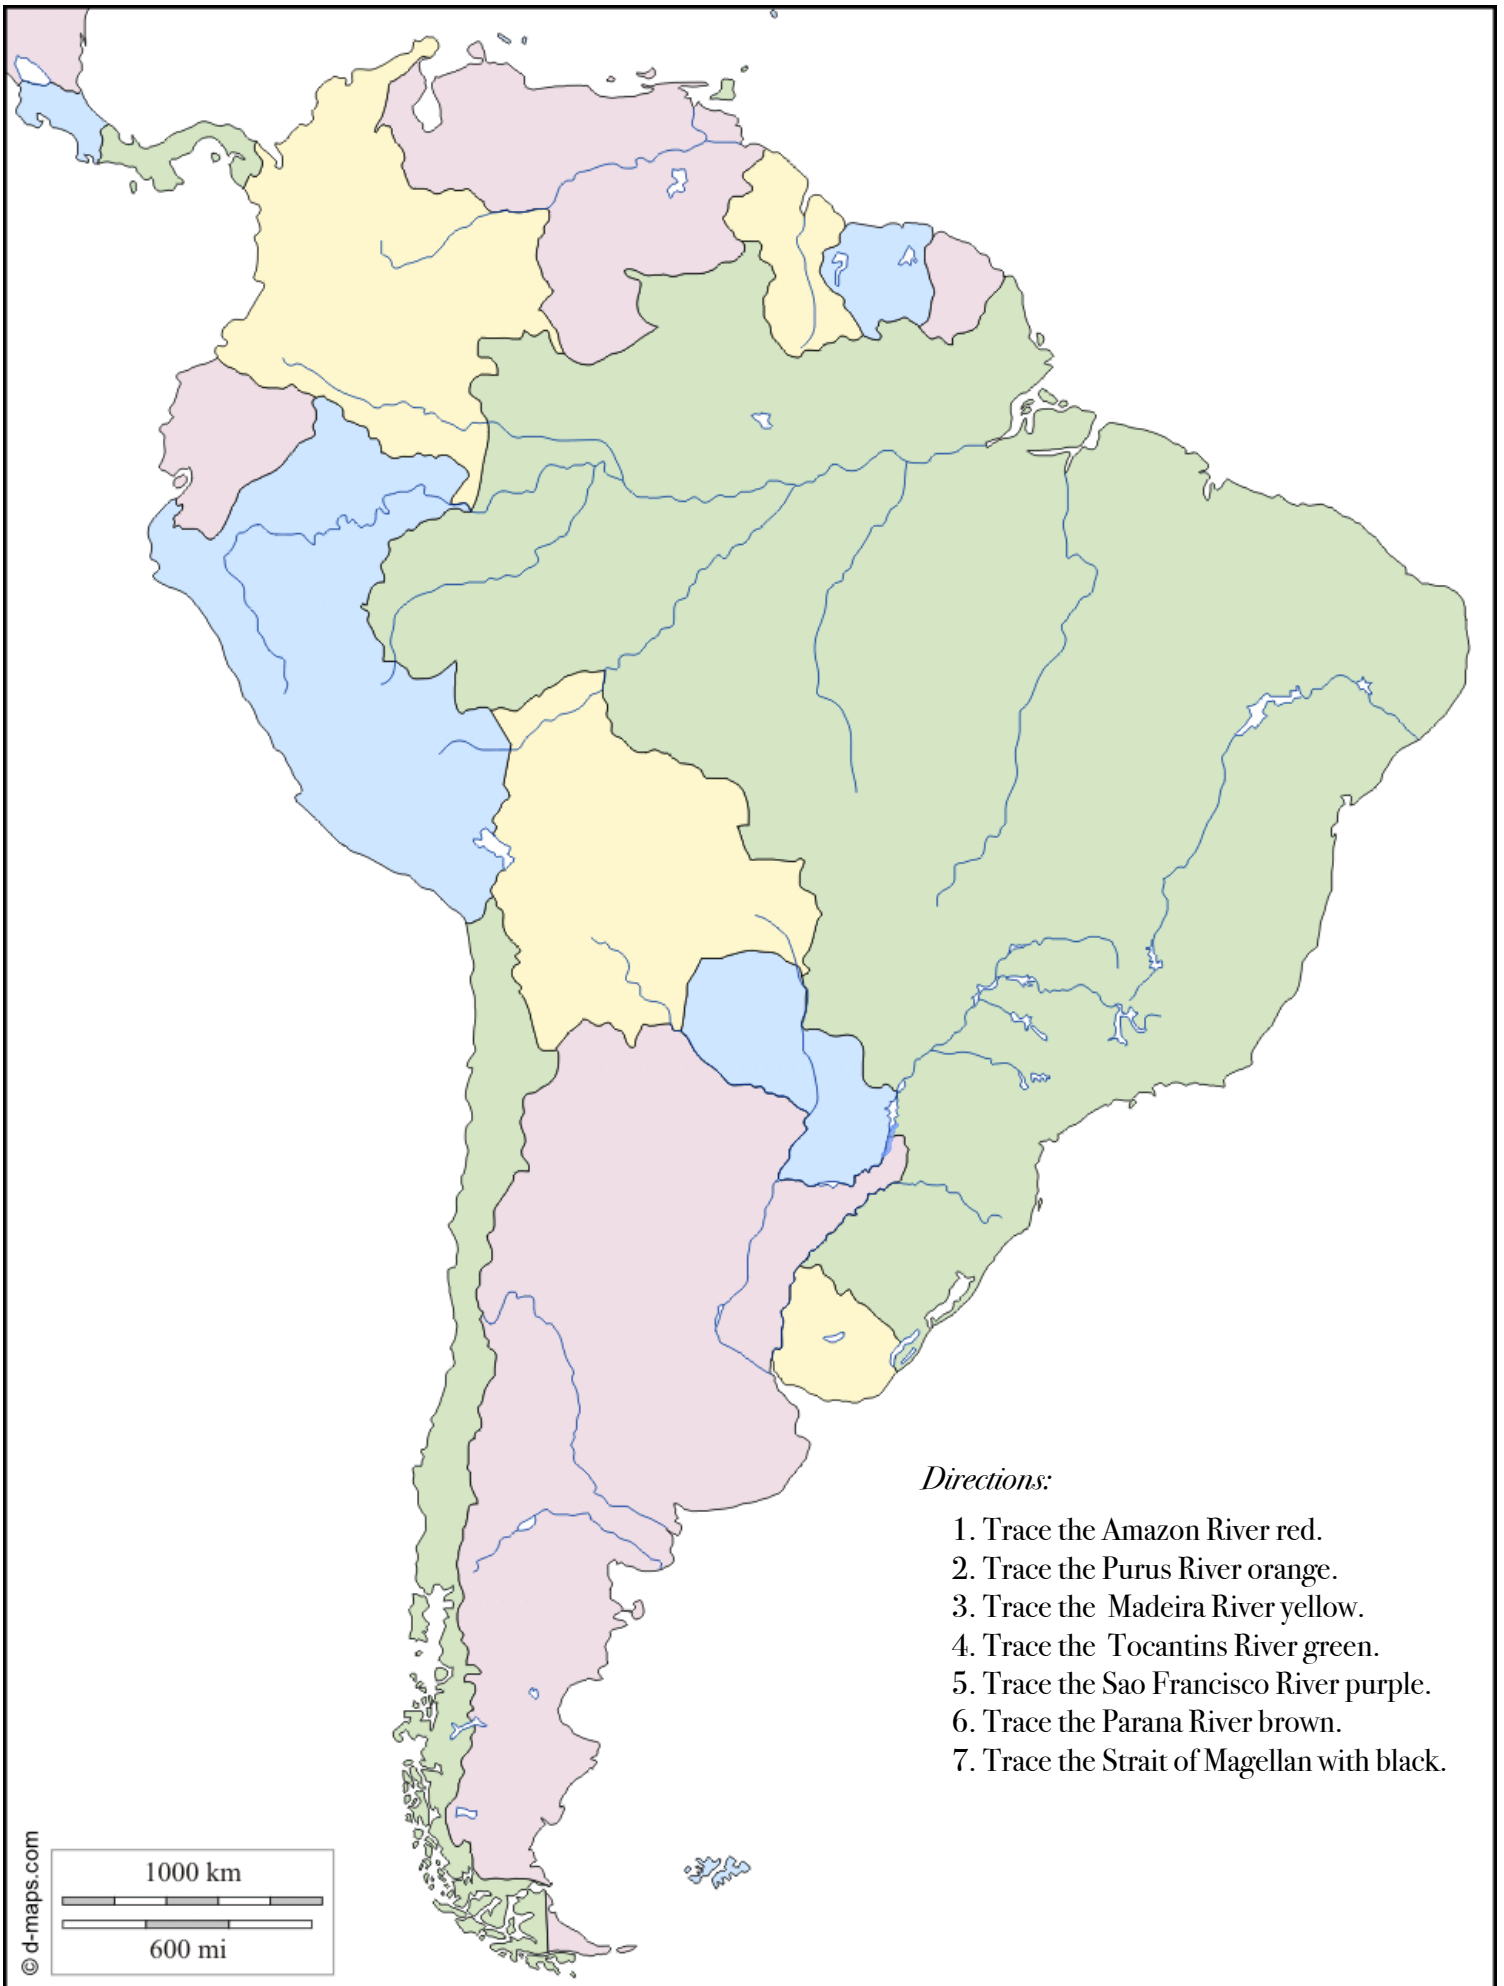 Directions:
1. Trace the Amazon River red.
2. Trace the Purus River orange.
3. Trace the  Madeira River yellow.
4. Trace the  Tocantins River green.
5. Trace the Sao Francisco River purple.
6. Trace the Parana River brown.
7. Trace the Strait of Magellan with black.
© d-maps.com
1000 km
600 mi